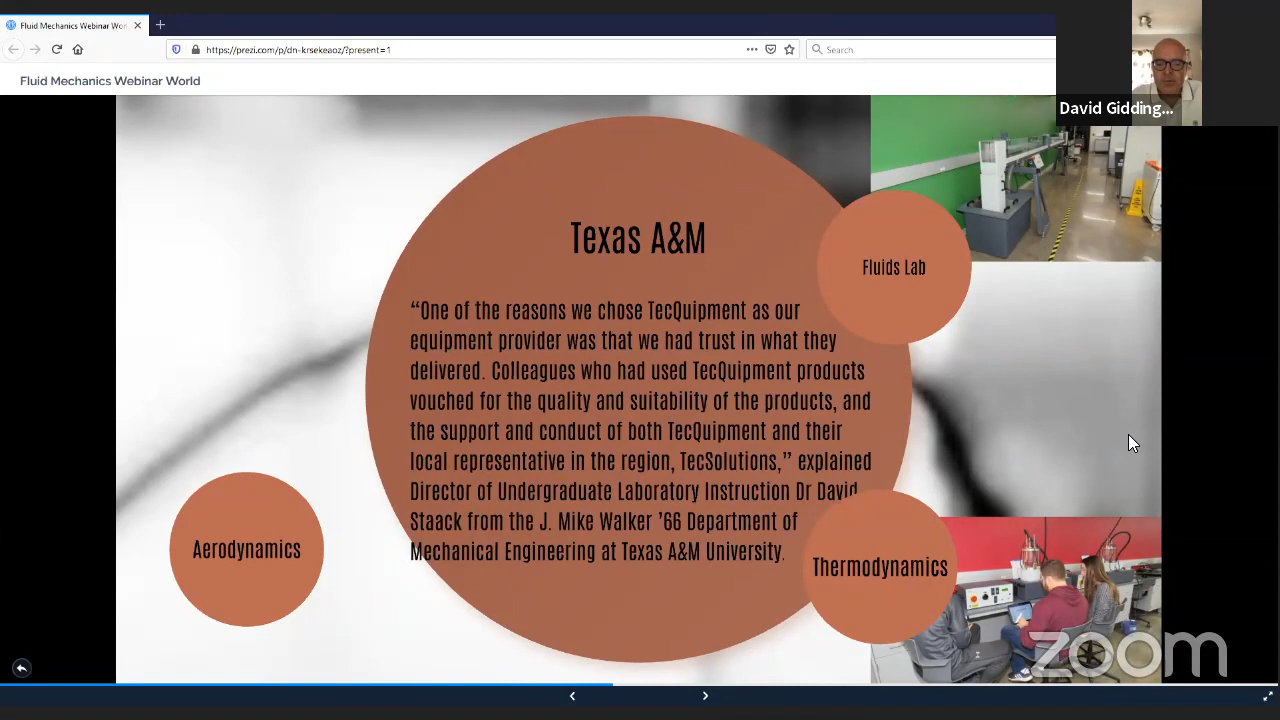 Fluid Mechanics Webinar Worl
https://prezi.com/p/dn-krsekeaoz/?present=1
Search
Fluid Mechanics Webinar World
David Gidding...
Texas A&M
Fluids Lab
“One of the reasons we chose TecQuipment as our
equipment provider was that we had trust in what they
delivered. Colleagues who had used TecQuipment products
vouched for the quality and suitability of the products, and
the support and conduct of both TecQuipment and their
local representative in the region, TecSolutions,” explained
Director of Undergraduate Laboratory Instruction Dr David
Staack from the J. Mike Walker ’66 Department of
Mechanical Engineering at Texas A&M University.
Aerodynamics
Thermodynamics
zoom